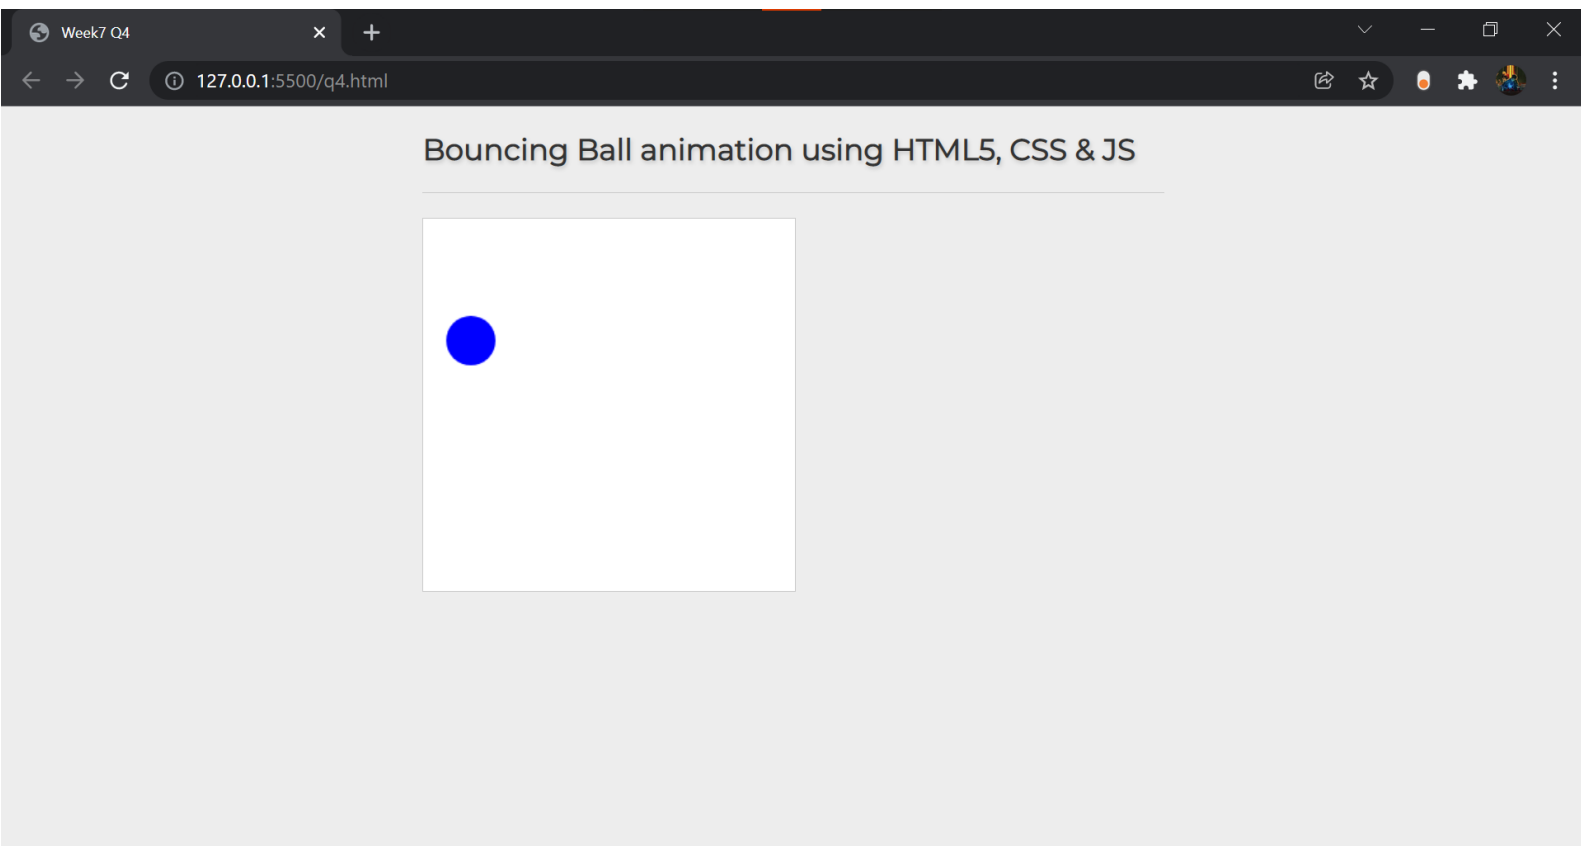 Week7 Q4
127.0.0.1:5500/q4.html
Bouncing Ball animation using HTML5, CSS & JS